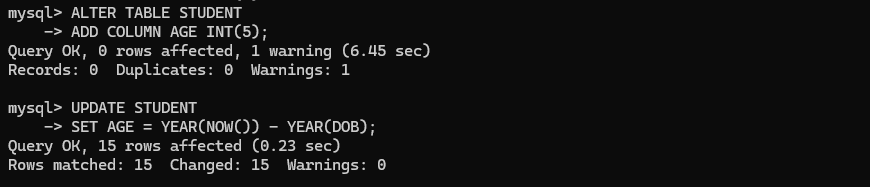 mysql> ALTER TABLE STUDENT
    -> ADD COLUMN AGE INT(5);
Query OK, 0 rows affected, 1 warning (6.45 sec)
Records: 0  Duplicates: 0  Warnings: 1

mysql> UPDATE STUDENT
    -> SET AGE = YEAR(NOW()) - YEAR(DOB);
Query OK, 15 rows affected (0.23 sec)
Rows matched: 15  Changed: 15  Warnings: 0